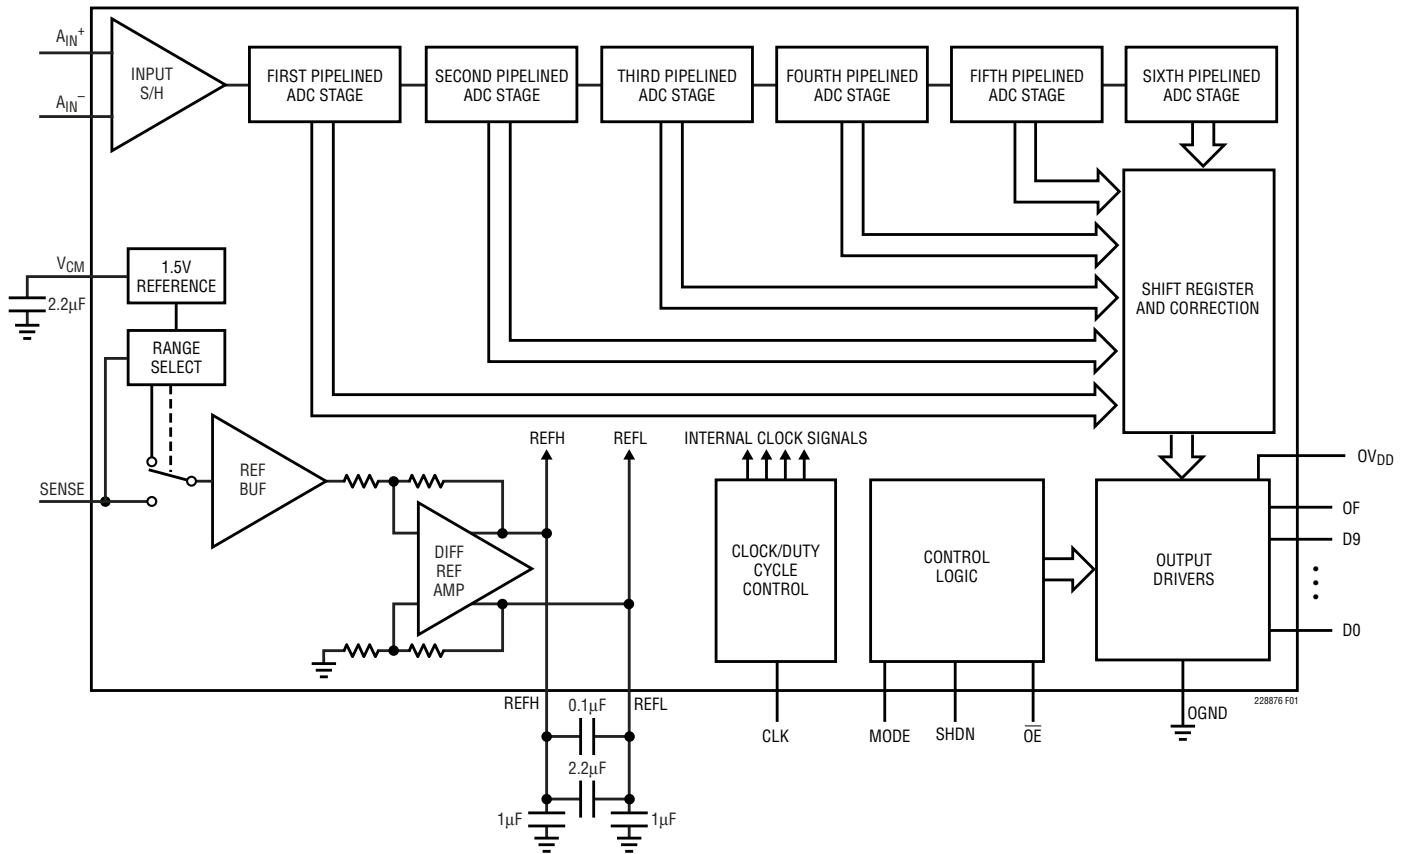 AIN+
AIN–
INPUT
S/H
FIRST PIPELINED
ADC STAGE
SECOND PIPELINED
ADC STAGE
THIRD PIPELINED
ADC STAGE
FOURTH PIPELINED
ADC STAGE
FIFTH PIPELINED
ADC STAGE
SIXTH PIPELINED
ADC STAGE
VCM
2.2µF
1.5V
REFERENCE
RANGE
SELECT
SHIFT REGISTER
AND CORRECTION
SENSE
REF
BUF
DIFF
REF
AMP
REFH
REFL
INTERNAL CLOCK SIGNALS
CLOCK/DUTY
CYCLE
CONTROL
CONTROL
LOGIC
OUTPUT
DRIVERS
OVDD
OF
D9
D0
REFH
0.1µF
REFL
2.2µF
1µF
1µF
CLK
MODE
SHDN
O̅E̅
OGND
228876 F01